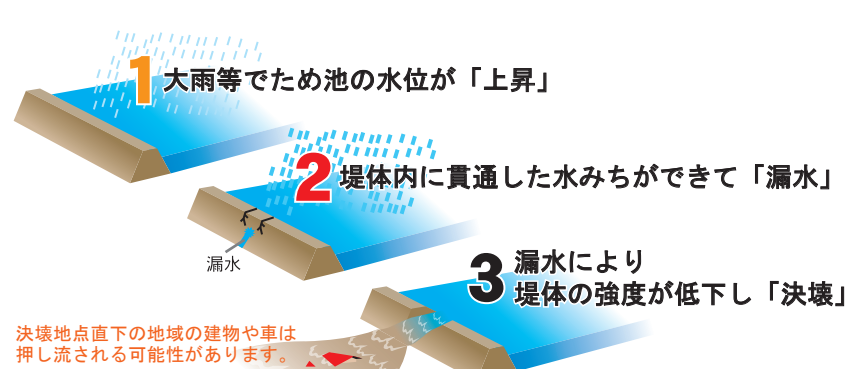 1 大雨等でため池の水位が「上昇」
2 堤体内に貫通した水みちができて「漏水」
漏水
3 漏水により
堤体の強度が低下し「決壊」
決壊地点直下の地域の建物や車は
押し流される可能性があります。